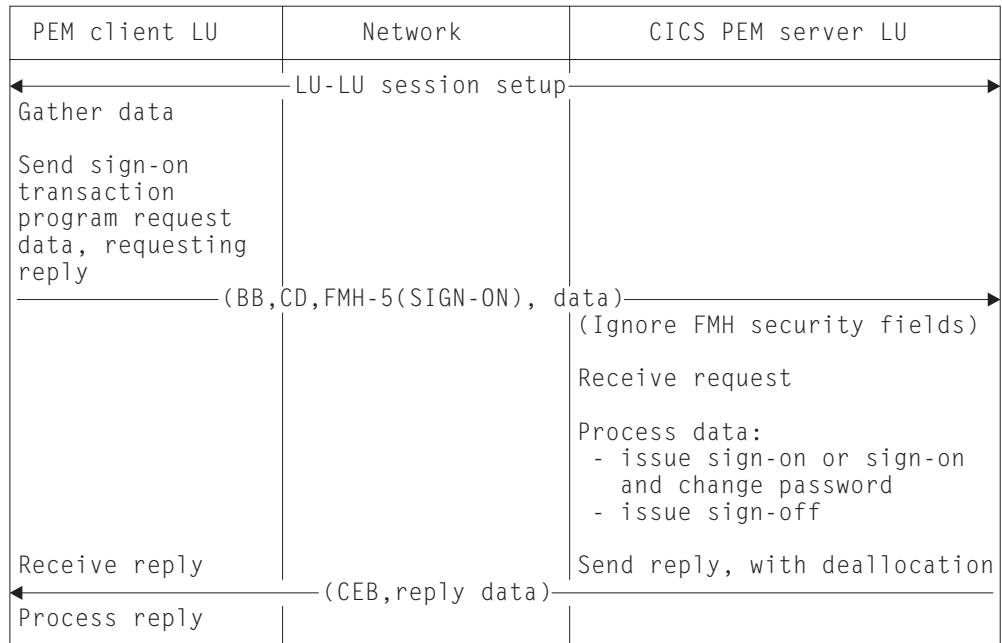 PEM client LU Network CICS PEM server LU
LU-LU session setup
Gather data
Send sign-on
transaction
program request
data, requesting
reply
(BB,CD,FMH-5(SIGN-ON), data)
(Ignore FMH security fields)
Receive request
Process data:
- issue sign-on or sign-on
and change password
- issue sign-off
Receive reply Send reply, with deallocation
(CEB,reply data)
Process reply